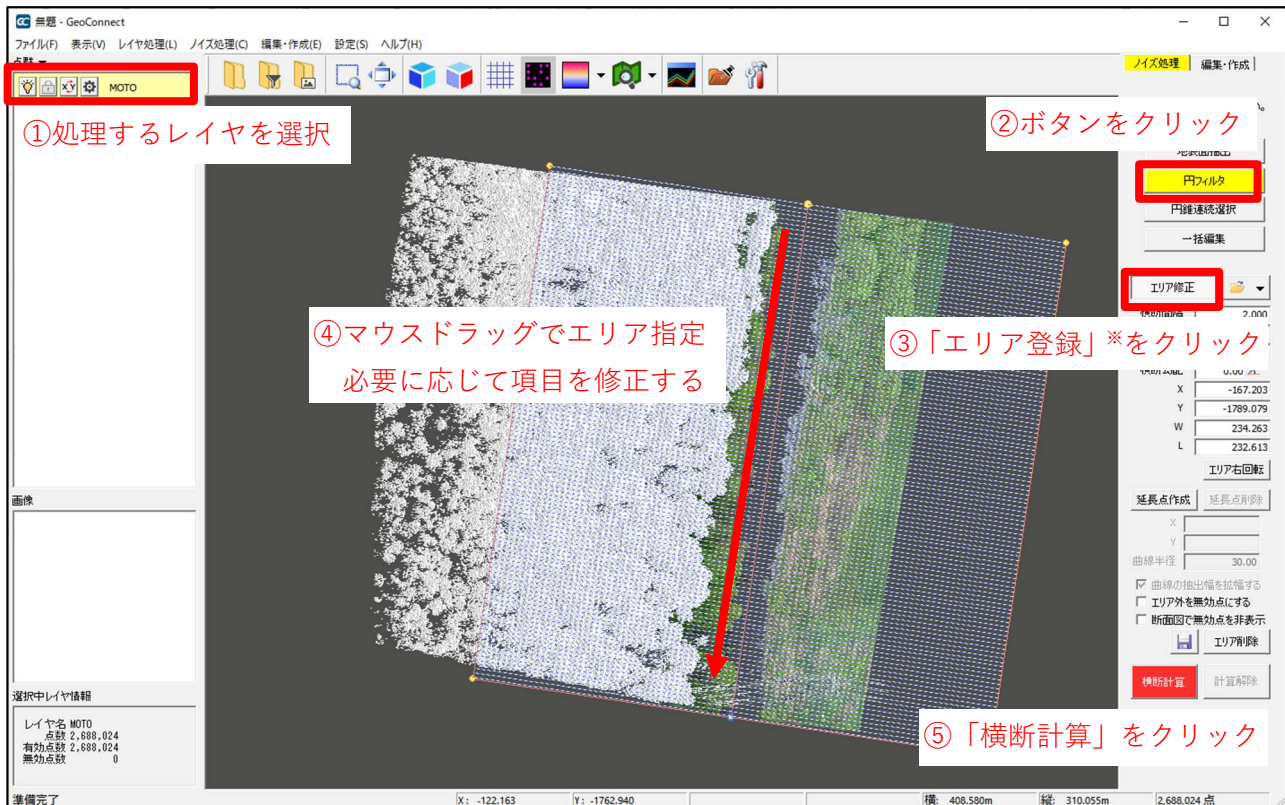 無題 - GeoConnect
ファイル(F) 表示(V) レイヤ処理(L) ノイズ処理(C) 編集・作成(E) 設定(S) ヘルプ(H)
MOTO
①処理するレイヤを選択
ノイズ処理 編集・作成
②ボタンをクリック
円フィルタ
円錐連続選択
一括編集
エリア修正
2.000
③「エリア登録」※をクリック
④マウスドラッグでエリア指定
必要に応じて項目を修正する
0.00
X -167.203
Y -1789.079
W 234.263
L 232.613
エリア右回転
延長点作成 延長点削除
X
Y
曲線半径 30.00
曲線の抽出幅を拡幅する
エリア外を無効点にする
断面図で無効点を非表示
エリア削除
横断計算 計算解除
⑤「横断計算」をクリック
画像
選択中レイヤ情報
レイヤ名 MOTO
点数 2,688,024
有効点数 2,688,024
無効点数 0
準備完了
X: -122.163 Y: -1762.940 横: 408.580m 縦: 310.055m 2,688,024 点